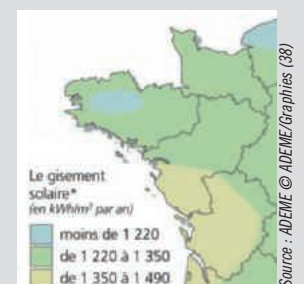 Le gisement
solaire*
(en kWh/m² par an)
moins de 1 220
de 1 220 à 1 350
de 1 350 à 1 490
Source : ADEME © ADEME/Graphies (38)